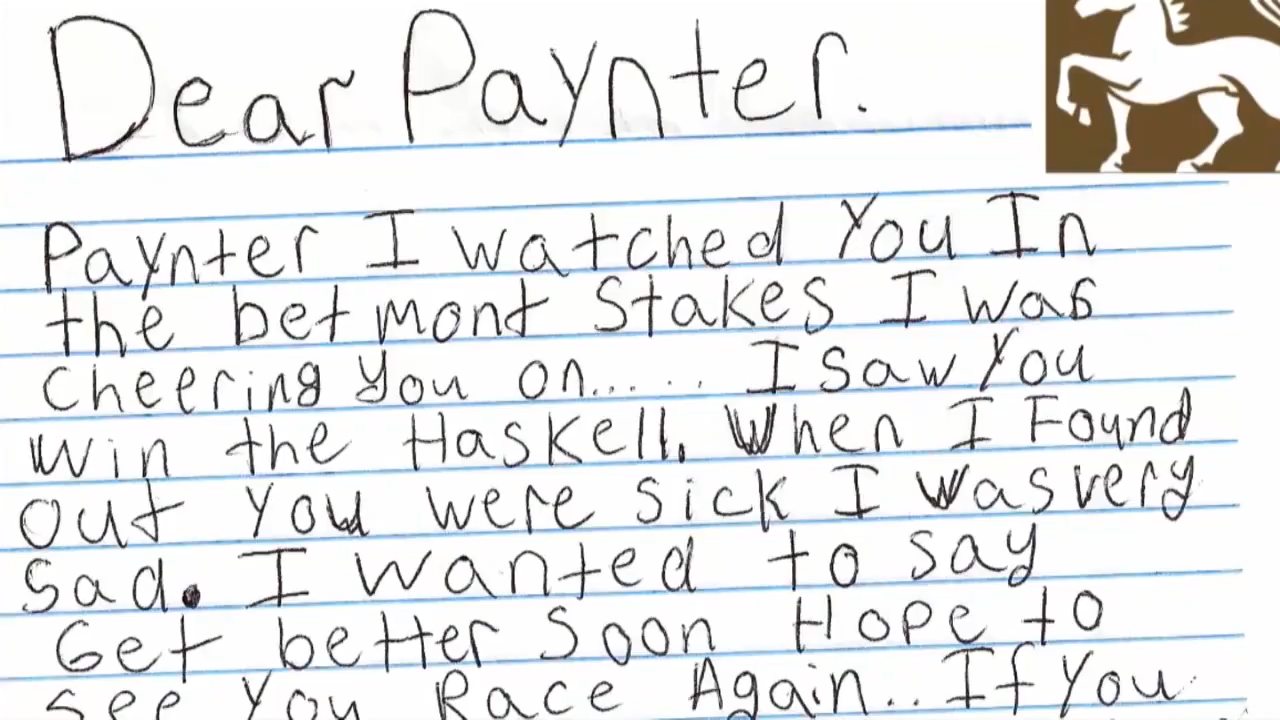 Dear Paynter.
Paynter I watched You In
the betmont Stakes I was
cheering you on..... I saw You
win the Haskell. When I Found
out you were sick I was very
sad. I wanted to say
Get better Soon Hope to
see You Race Again.. If You